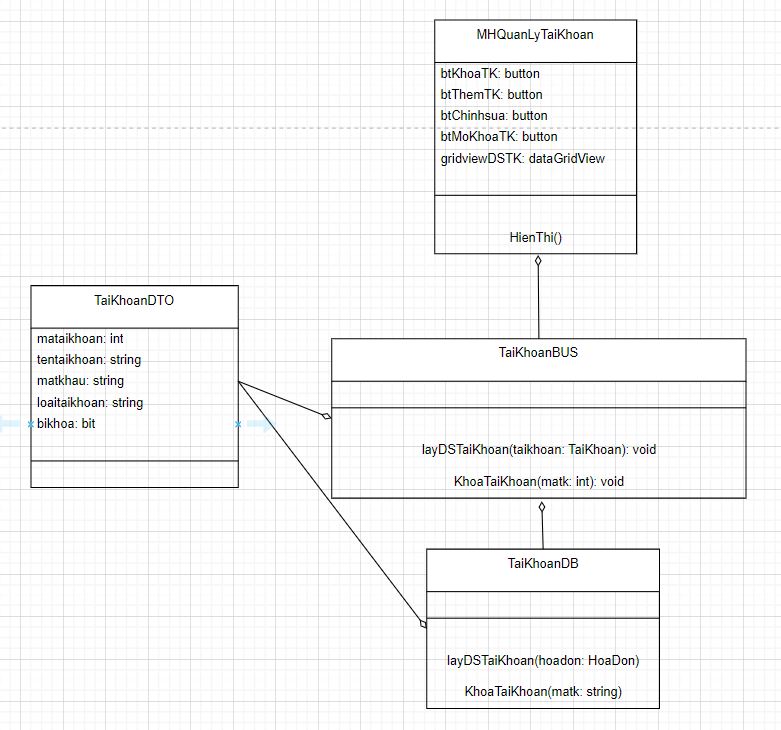 MHQuanLyTaiKhoan
btKhoaTK: button
btThemTK: button
btChinhsua: button
btMoKhoaTK: button
gridviewDSTK: dataGridView
HienThi()
TaiKhoanDTO
mataikhoan: int
tentaikhoan: string
matkhau: string
loaitaikhoan: string
bikhoa: bit
TaiKhoanBUS
layDSTaiKhoan(taikhoan: TaiKhoan): void
KhoaTaiKhoan(matk: int): void
TaiKhoanDB
layDSTaiKhoan(hoadon: HoaDon)
KhoaTaiKhoan(matk: string)